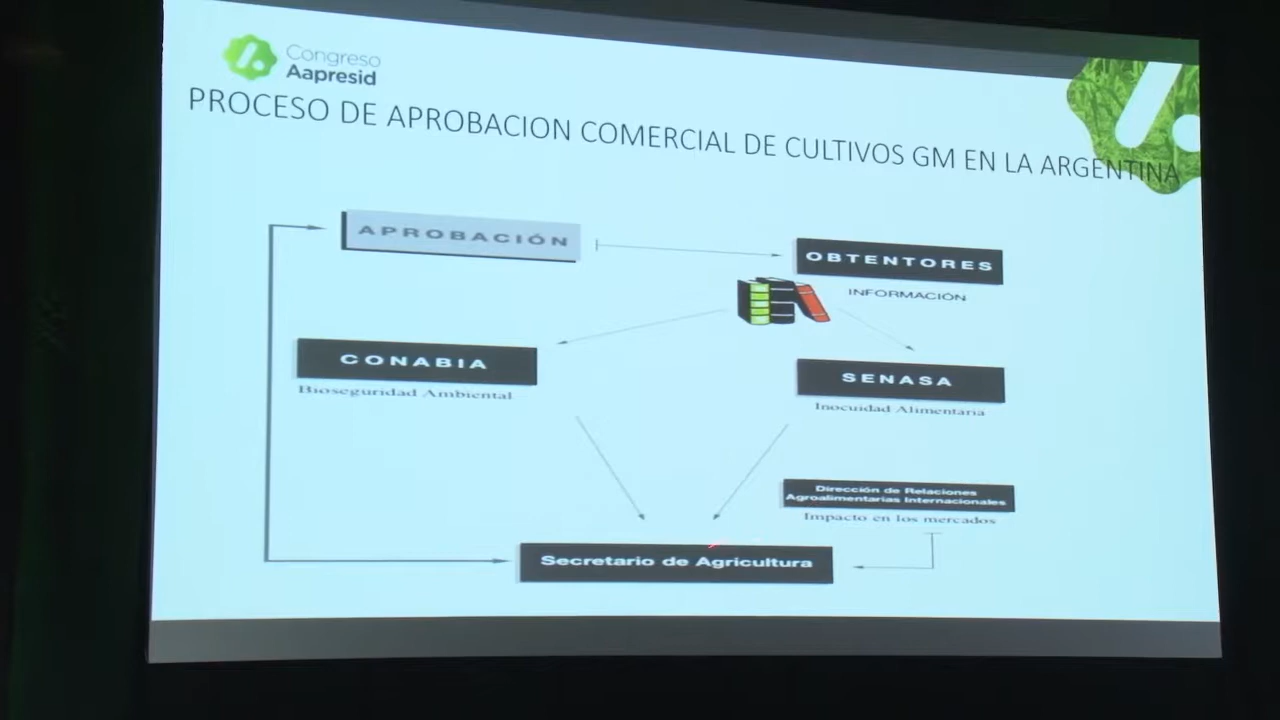 Congreso
Aapresid
PROCESO DE APROBACION COMERCIAL DE CULTIVOS GM EN LA ARGENTINA
APROBACIÓN
OBTENTORES
INFORMACIÓN
CONABIA
Bioseguridad Ambiental
SENASA
Inocuidad Alimentaria
Dirección de Relaciones
Agroalimentarias Internacionales
Impacto en los mercados
Secretario de Agricultura